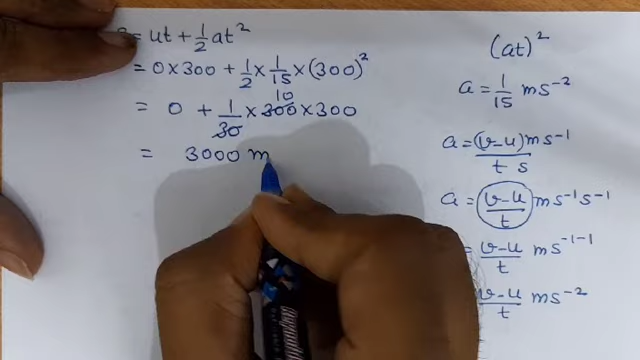 = ut + 1/2 at²
= 0 × 300 + 1/2 × 1/15 × (300)²
= 0 + 1/30 × 300 10 × 300
= 3000 m
(at)²
a = 1/15 ms⁻²
a = (v-u) ms⁻¹ / t s
a = v-u/t ms⁻¹s⁻¹
= v-u/t ms⁻¹⁻¹
v-u/t ms⁻²